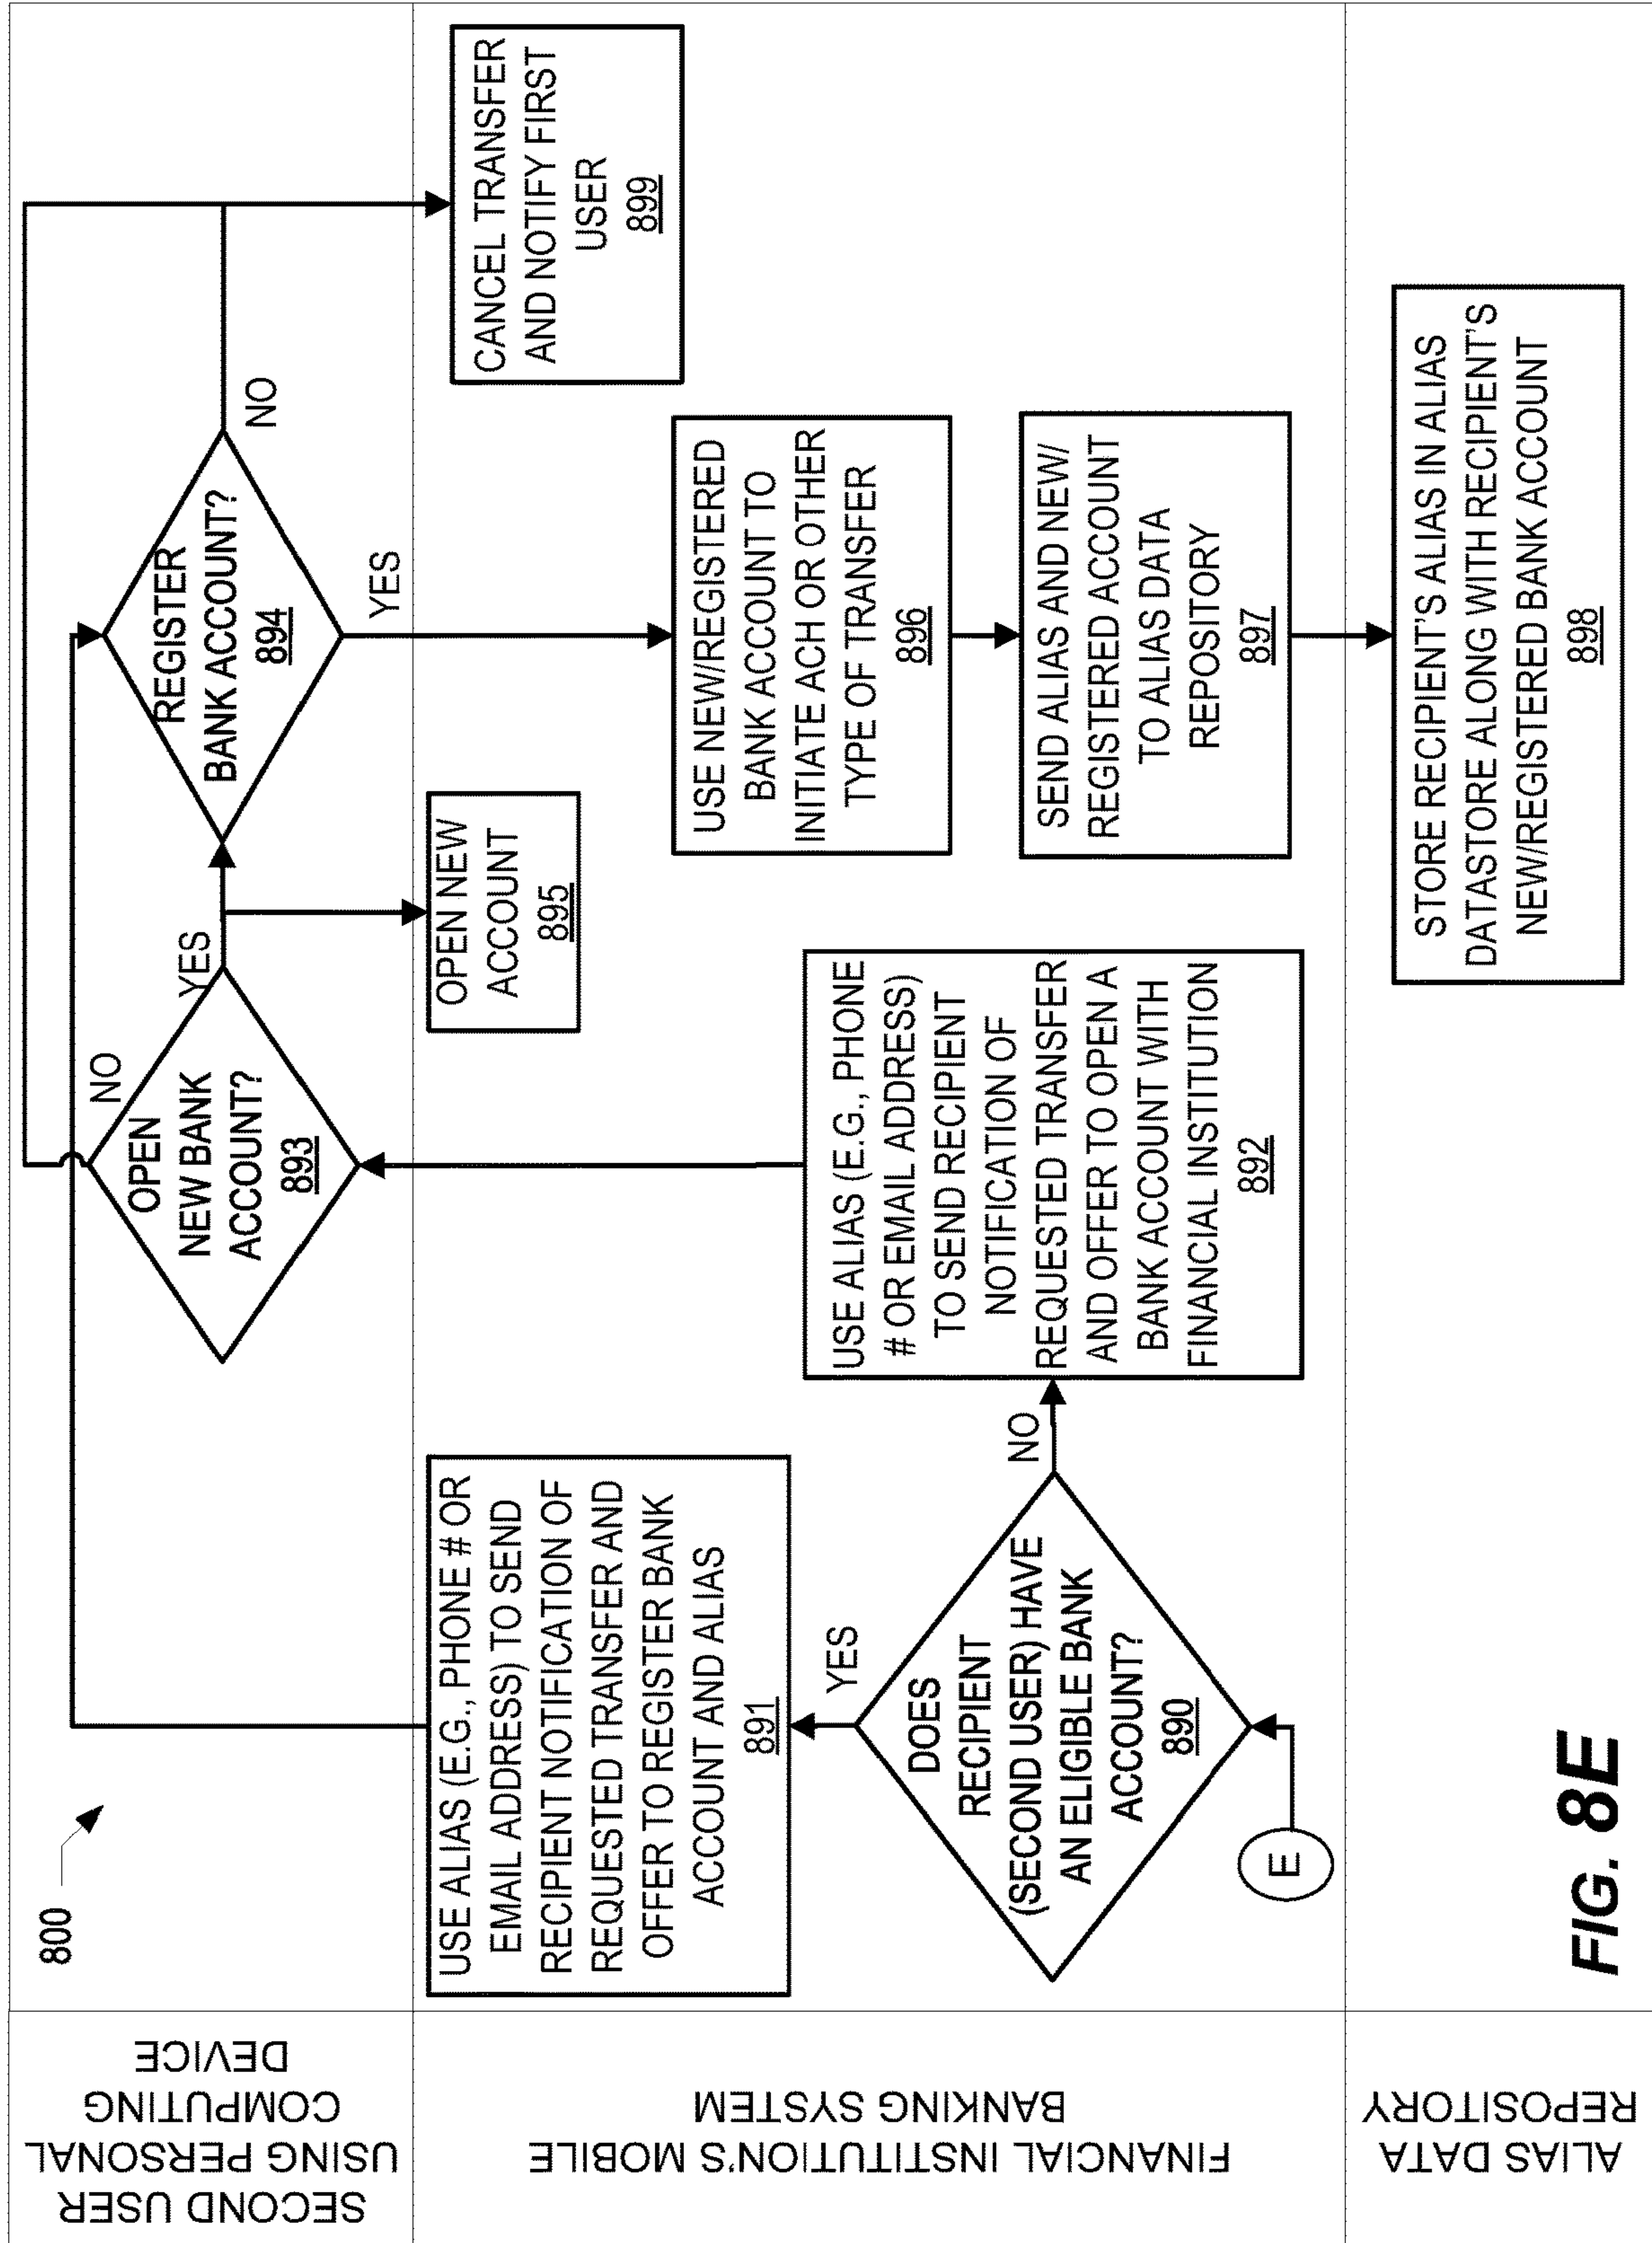 800
SECOND USER
USING PERSONAL
COMPUTING
DEVICE
FINANCIAL INSTITUTION'S MOBILE
BANKING SYSTEM
ALIAS DATA
REPOSITORY
E
DOES
RECIPIENT
(SECOND USER) HAVE
AN ELIGIBLE BANK
ACCOUNT?
890
YES
NO
USE ALIAS (E.G., PHONE # OR
EMAIL ADDRESS) TO SEND
RECIPIENT NOTIFICATION OF
REQUESTED TRANSFER AND
OFFER TO REGISTER BANK
ACCOUNT AND ALIAS
891
USE ALIAS (E.G., PHONE
# OR EMAIL ADDRESS)
TO SEND RECIPIENT
NOTIFICATION OF
REQUESTED TRANSFER
AND OFFER TO OPEN A
BANK ACCOUNT WITH
FINANCIAL INSTITUTION
892
OPEN
NEW BANK
ACCOUNT?
893
NO
YES
OPEN NEW
ACCOUNT
895
REGISTER
BANK ACCOUNT?
894
NO
YES
CANCEL TRANSFER
AND NOTIFY FIRST
USER
899
USE NEW/REGISTERED
BANK ACCOUNT TO
INITIATE ACH OR OTHER
TYPE OF TRANSFER
896
SEND ALIAS AND NEW/
REGISTERED ACCOUNT
TO ALIAS DATA
REPOSITORY
897
STORE RECIPIENT'S ALIAS IN ALIAS
DATASTORE ALONG WITH RECIPIENT'S
NEW/REGISTERED BANK ACCOUNT
898
FIG. 8E